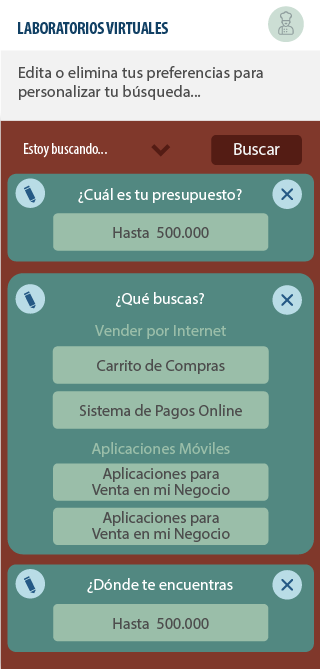 LABORATORIOS VIRTUALES
Edita o elimina tus preferencias para
personalizar tu búsqueda...
Estoy buscando...
Buscar
¿Cuál es tu presupuesto?
Hasta 500.000
¿Qué buscas?
Vender por Internet
Carrito de Compras
Sistema de Pagos Online
Aplicaciones Móviles
Aplicaciones para
Venta en mi Negocio
Aplicaciones para
Venta en mi Negocio
¿Dónde te encuentras
Hasta 500.000